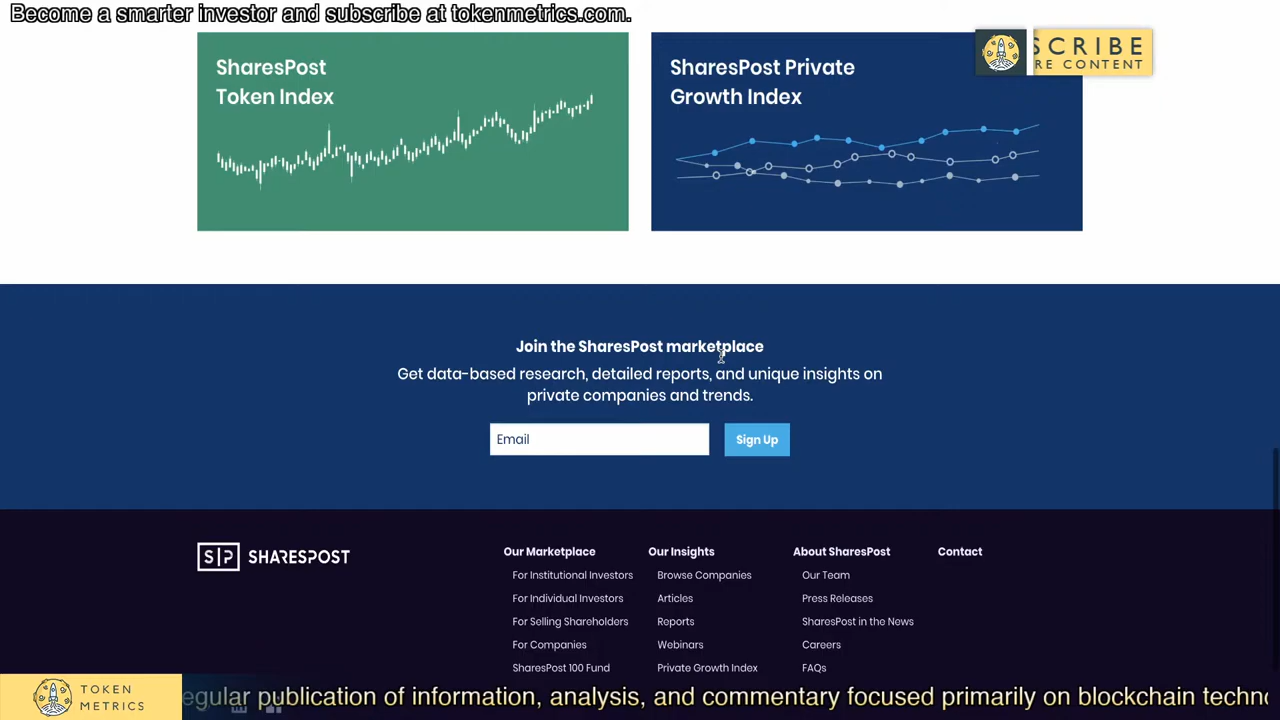 Become a smarter investor and subscribe at tokenmetrics.com.
SCRIBE
RE CONTENT
SharesPost
Token Index
SharesPost Private
Growth Index
Join the SharesPost marketplace
Get data-based research, detailed reports, and unique insights on
private companies and trends.
Email
Sign Up
S|P SHARESPOST
Our Marketplace
For Institutional Investors
For Individual Investors
For Selling Shareholders
For Companies
SharesPost 100 Fund
Our Insights
Browse Companies
Articles
Reports
Webinars
Private Growth Index
About SharesPost
Our Team
Press Releases
SharesPost in the News
Careers
FAQs
Contact
TOKEN
METRICS
egular publication of information, analysis, and commentary focused primarily on blockchain techno